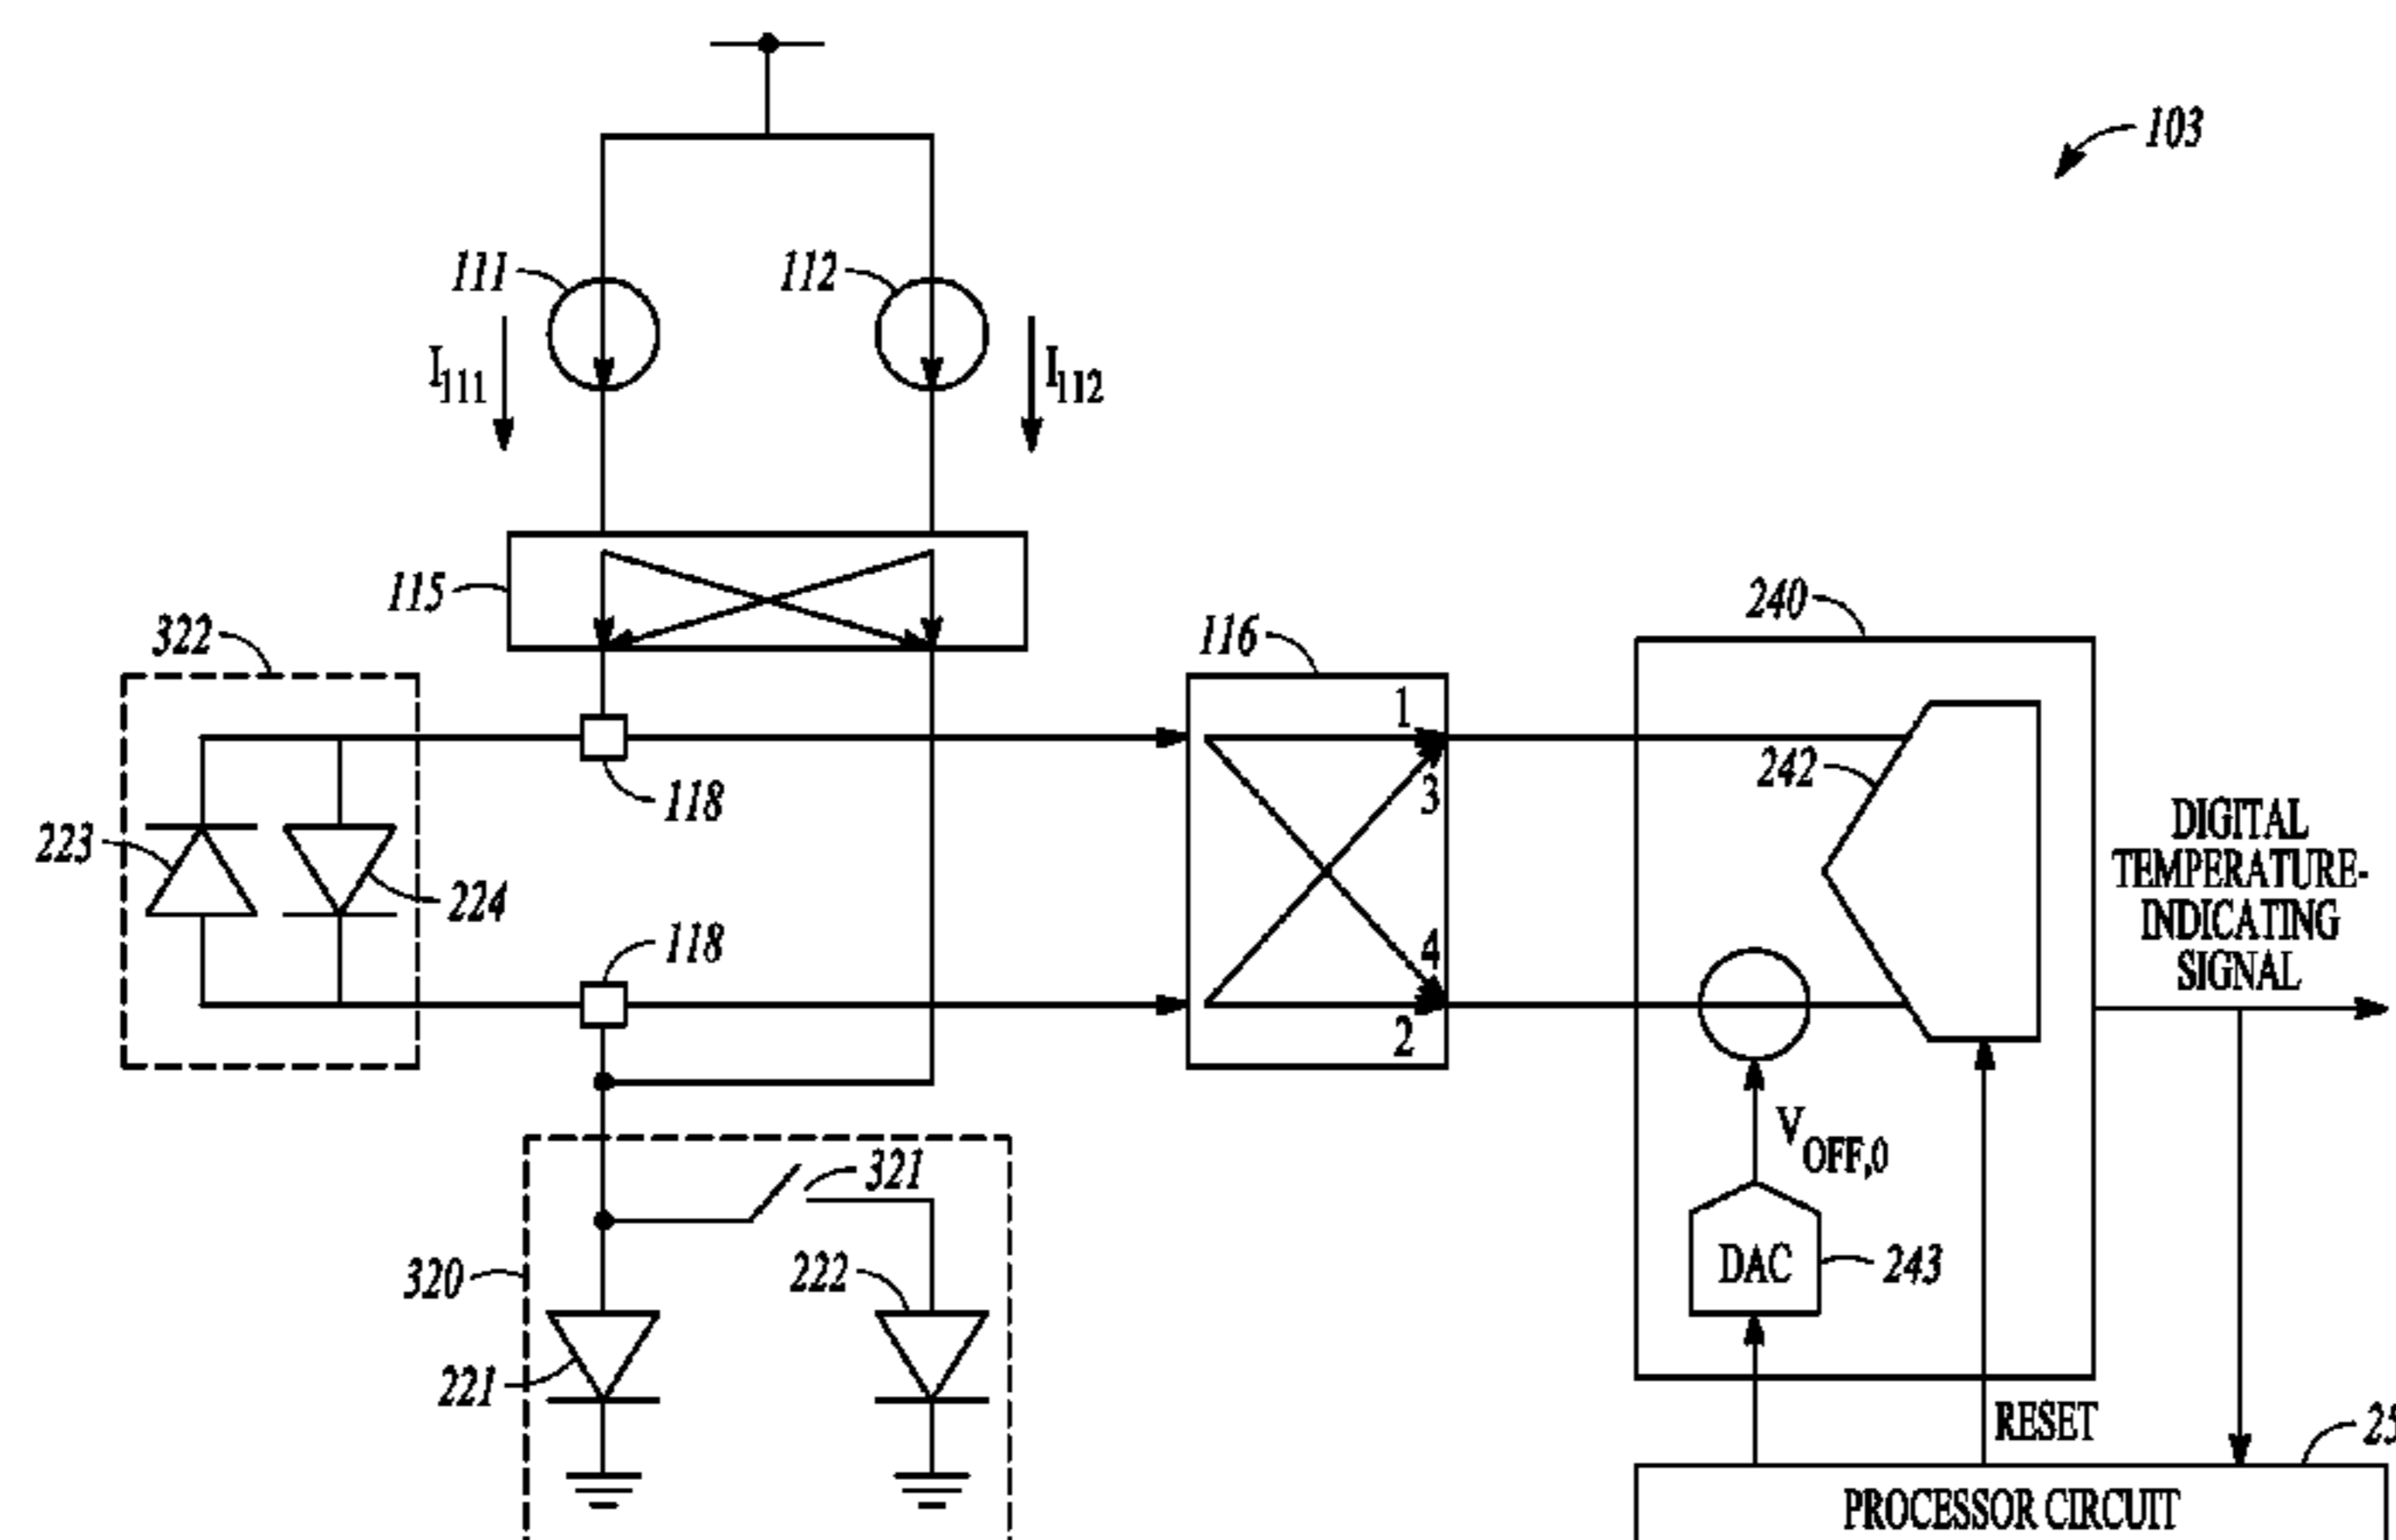 103
111
112
I111
I112
115
322
116
240
1
118
3
242
223
224
DIGITAL
TEMPERATURE-
INDICATING
SIGNAL
118
4
2
VOFF,0
321
320
222
DAC
243
221
RESET
PROCESSOR CIRCUIT